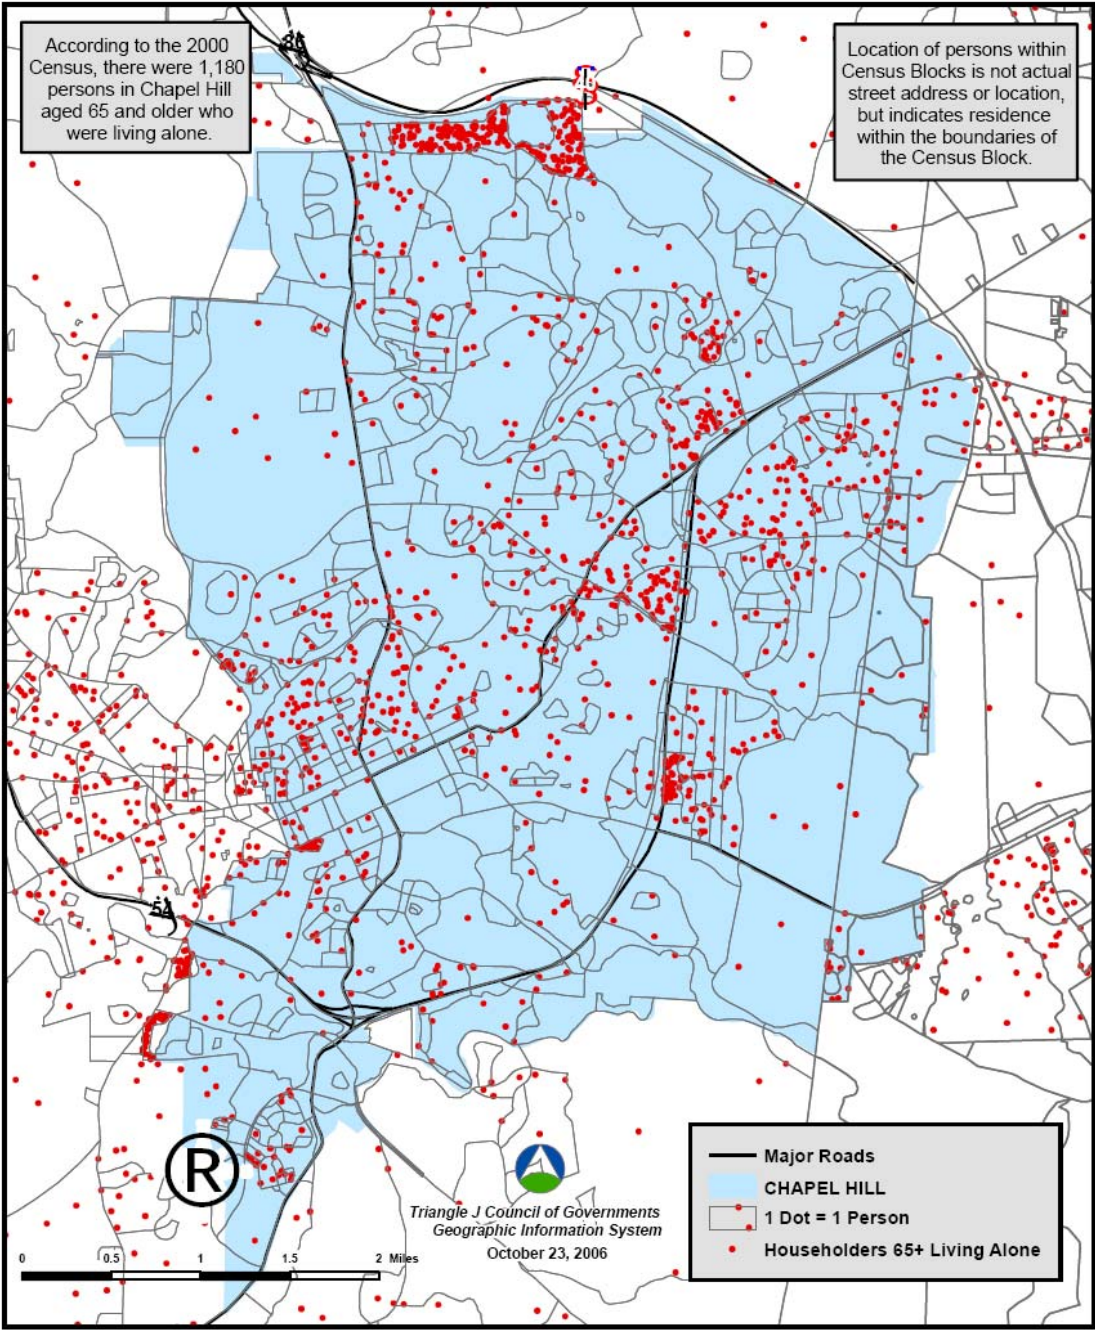 According to the 2000
Census, there were 1,180
persons in Chapel Hill
aged 65 and older who
were living alone.
Location of persons within
Census Blocks is not actual
street address or location,
but indicates residence
within the boundaries of
the Census Block.
86
40
54
R
Triangle J Council of Governments
Geographic Information System
October 23, 2006
0 0.5 1 1.5 2 Miles
Major Roads
CHAPEL HILL
1 Dot = 1 Person
Householders 65+ Living Alone